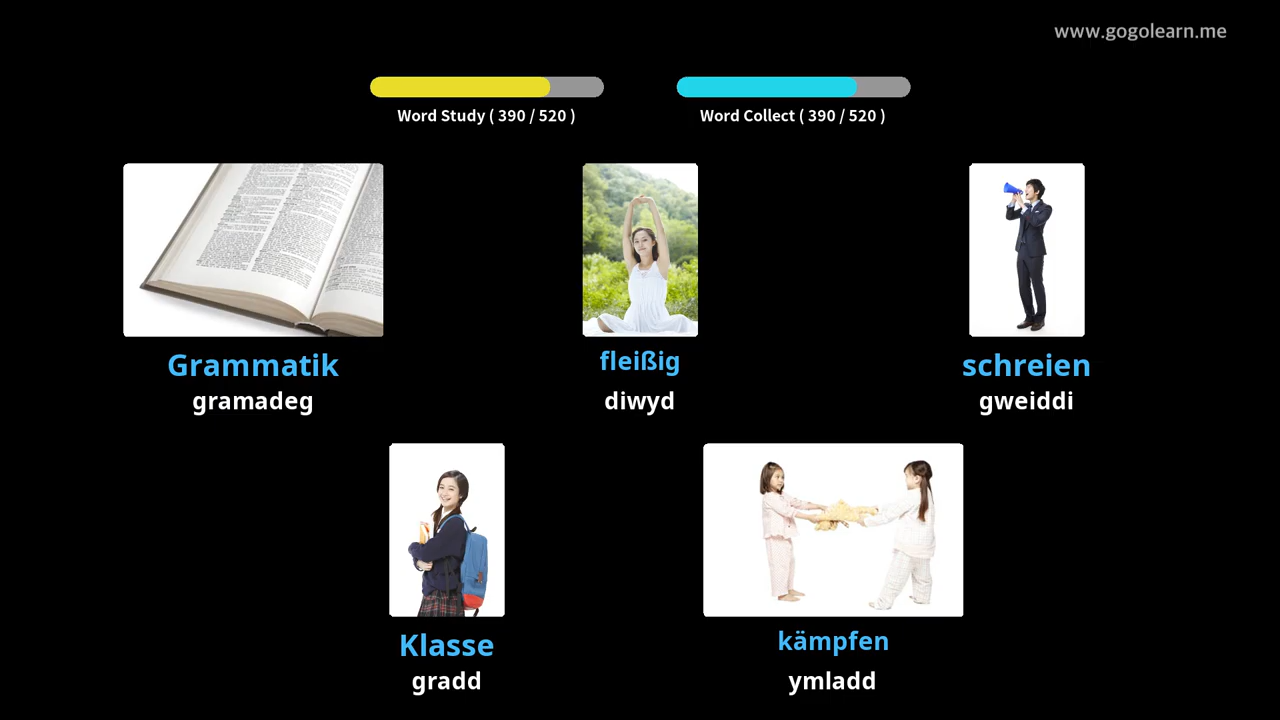 www.gogolearn.me
Word Study ( 390 / 520 )
Word Collect ( 390 / 520 )
Grammatik
gramadeg
fleißig
diwyd
schreien
gweiddi
Klasse
gradd
kämpfen
ymladd